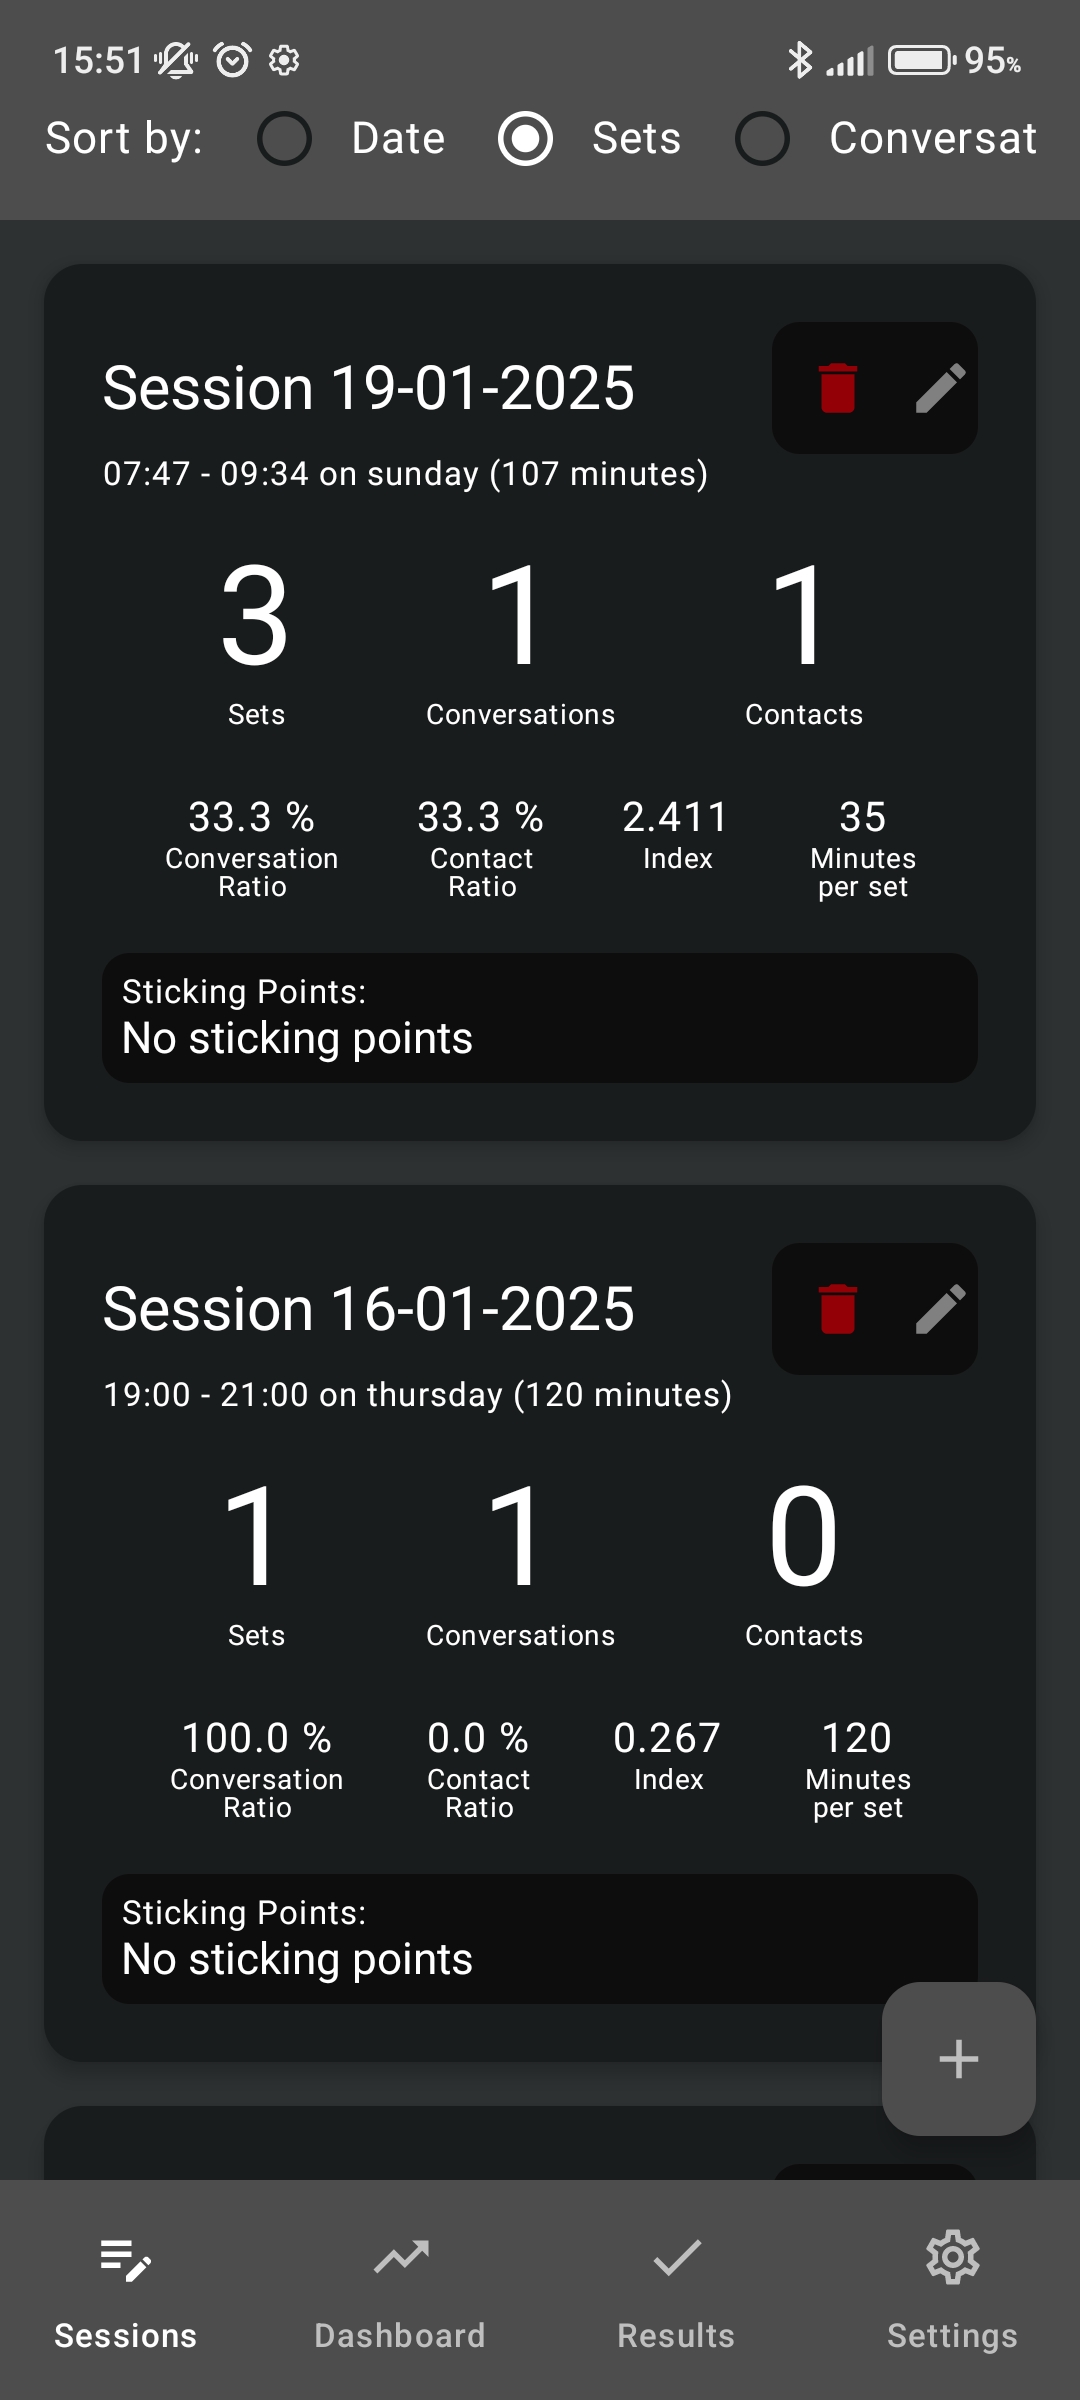 15:51 95%
Sort by: Date Sets Conversat
Session 19-01-2025
07:47 - 09:34 on sunday (107 minutes)
3 1 1
Sets Conversations Contacts
33.3 % 33.3 % 2.411 35
Conversation Contact Index Minutes
Ratio Ratio per set
Sticking Points:
No sticking points
Session 16-01-2025
19:00 - 21:00 on thursday (120 minutes)
1 1 0
Sets Conversations Contacts
100.0 % 0.0 % 0.267 120
Conversation Contact Index Minutes
Ratio Ratio per set
Sticking Points:
No sticking points
Sessions Dashboard Results Settings